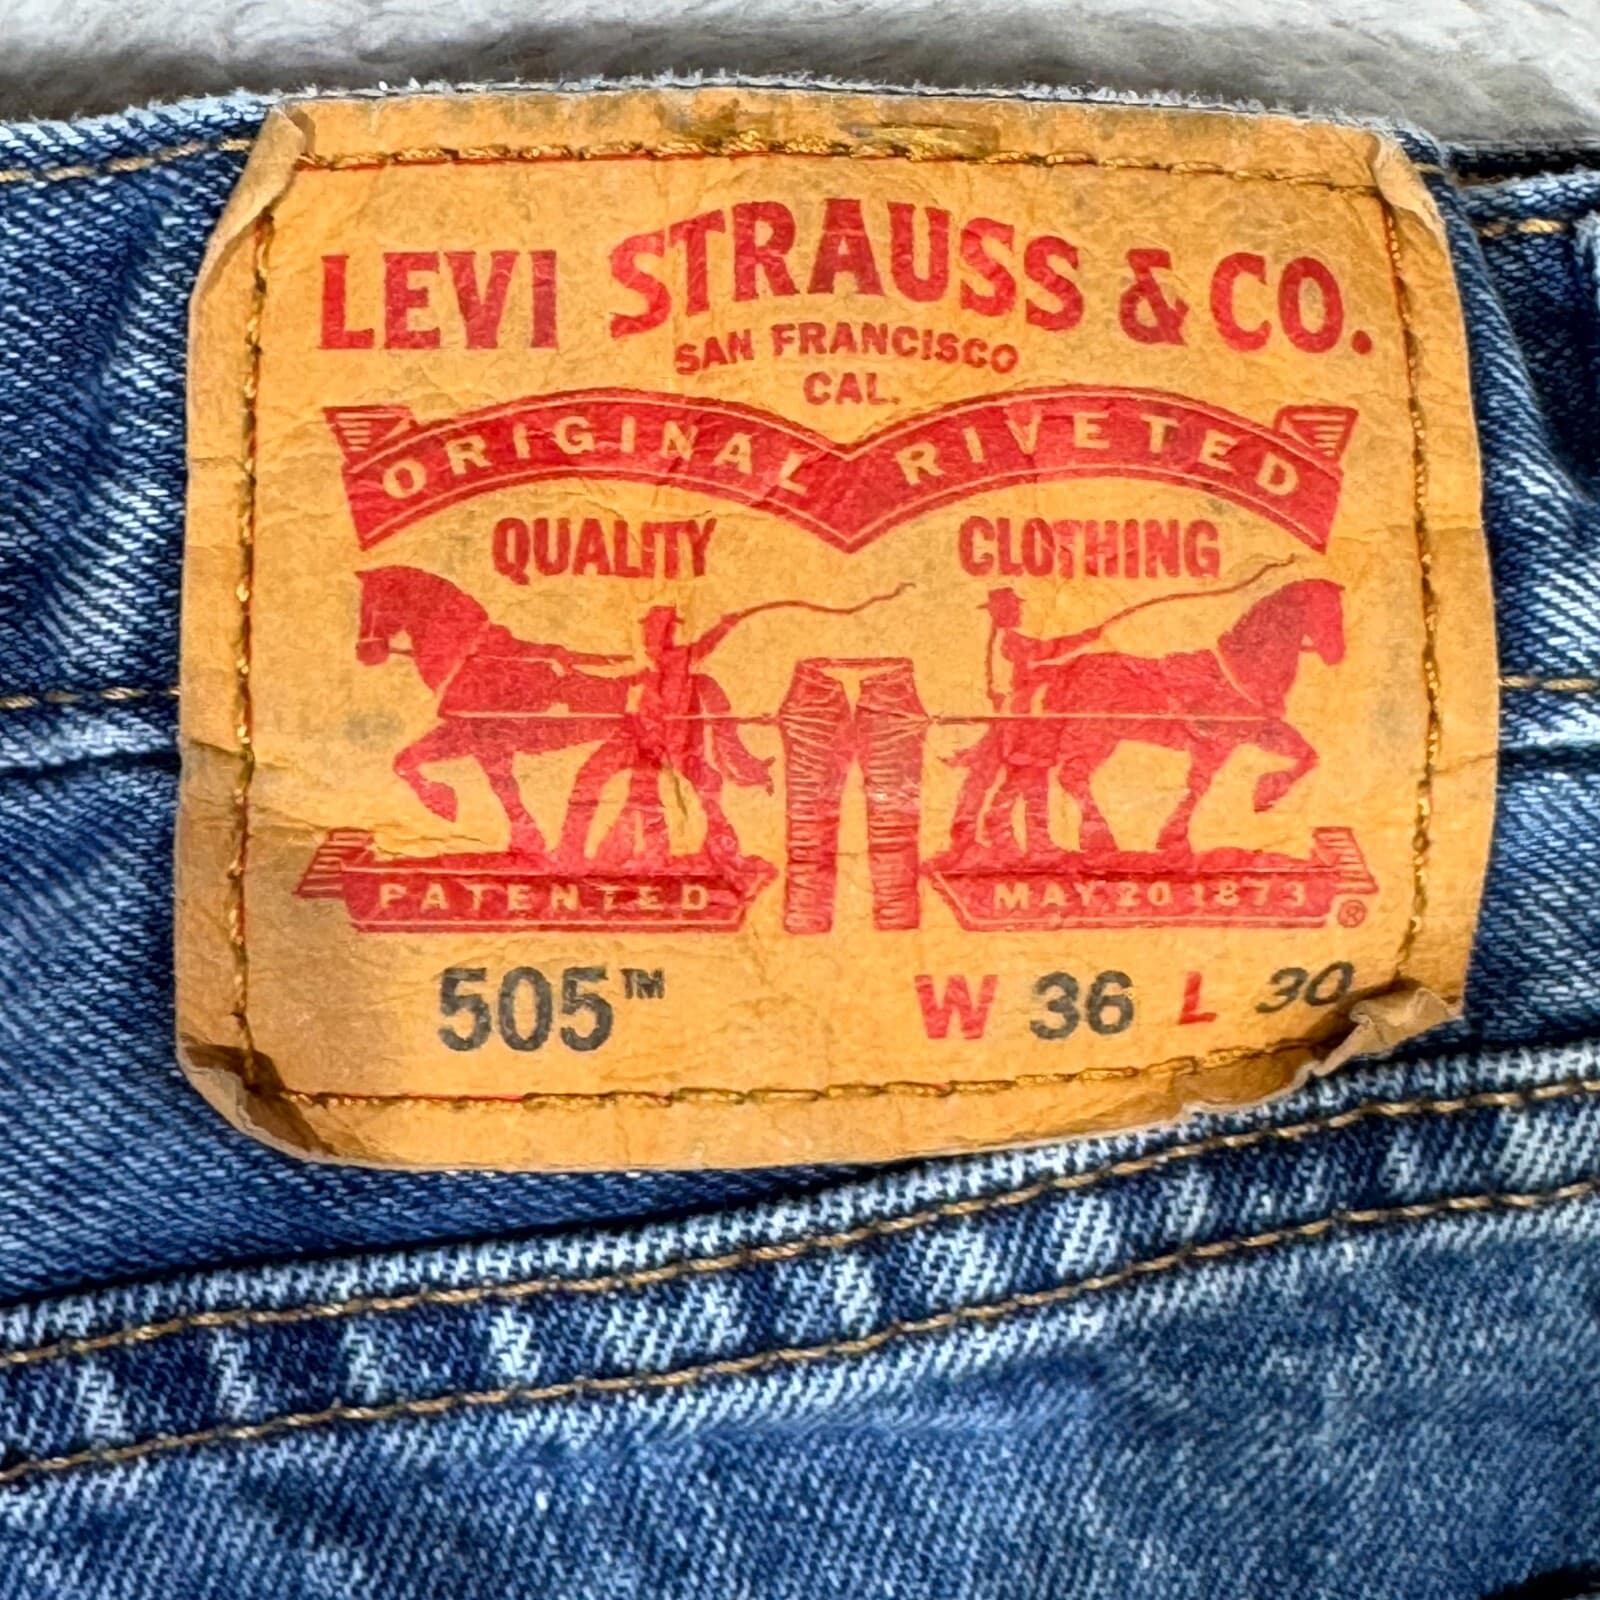 LEVI STRAUSS & CO.
SAN FRANCISCO
CAL.
ORIGINAL RIVETED
QUALITY CLOTHING
PATENTED MAY 20 1873 ®
505™ W 36 L 30